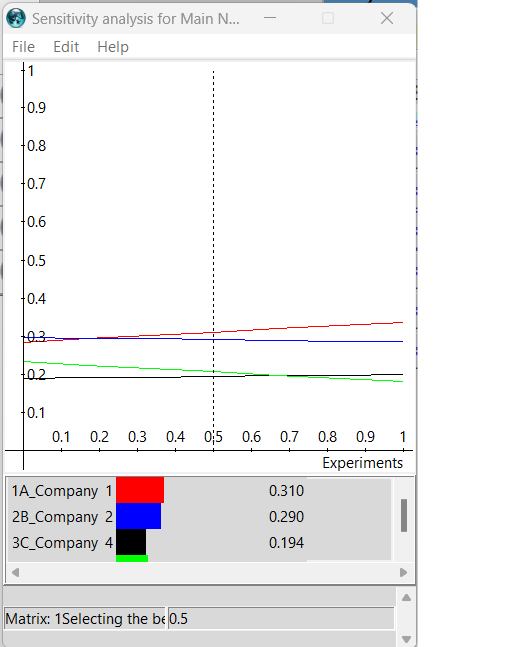 Sensitivity analysis for Main N...
File Edit Help
1
0.9
0.8
0.7
0.6
0.5
0.4
0.3
0.2
0.1
0.1 0.2 0.3 0.4 0.5 0.6 0.7 0.8 0.9 1
Experiments
1A_Company 1 0.310
2B_Company 2 0.290
3C_Company 4 0.194
Matrix: 1Selecting the be 0.5